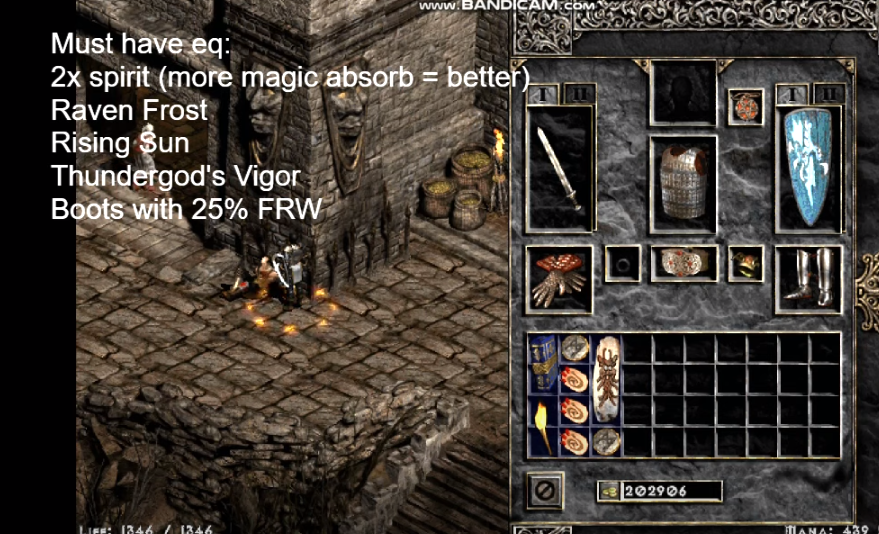 www.BANDICAM.com
Must have eq:
2x spirit (more magic absorb = better)
Raven Frost
Rising Sun
Thundergod's Vigor
Boots with 25% FRW
I II
I II
202906
Life: 1346 / 1346
Mana: 439